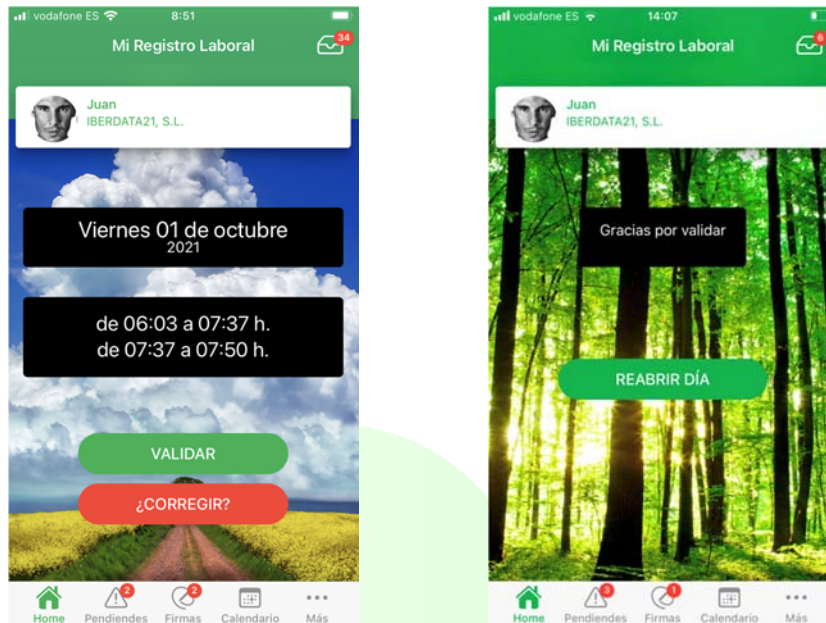 vodafone ES 8:51
Mi Registro Laboral
34
Juan
IBERDATA21, S.L.
Viernes 01 de octubre
2021
de 06:03 a 07:37 h.
de 07:37 a 07:50 h.
VALIDAR
¿CORREGIR?
2
2
Home Pendiendes Firmas Calendario Más
vodafone ES 14:07
Mi Registro Laboral
6
Juan
IBERDATA21, S.L.
Gracias por validar
REABRIR DÍA
3
1
Home Pendiendes Firmas Calendario Más